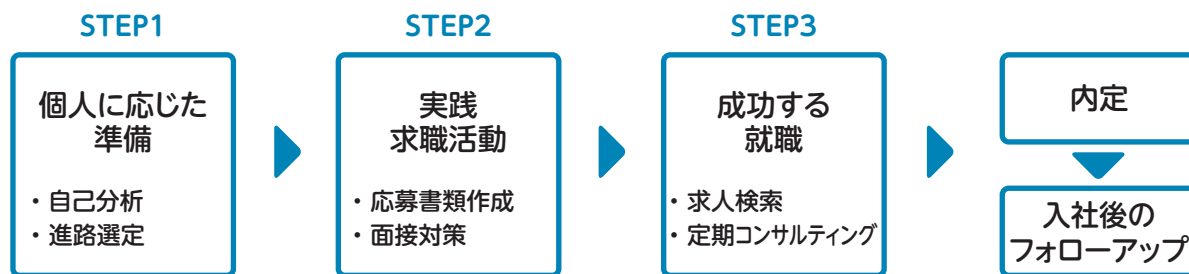 STEP1
個人に応じた
準備
・自己分析
・進路選定
STEP2
実践
求職活動
・応募書類作成
・面接対策
STEP3
成功する
就職
・求人検索
・定期コンサルティング
内定
入社後の
フォローアップ